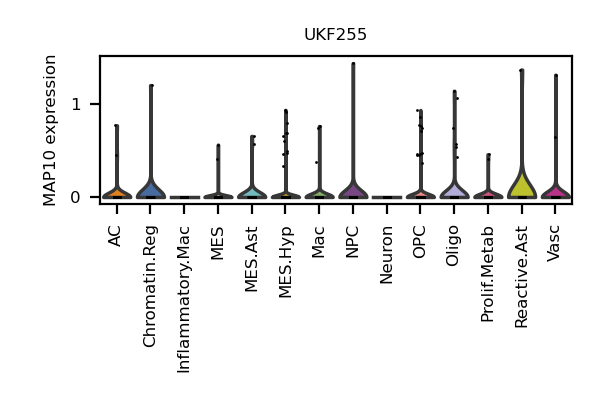 UKF255
MAP10 expression
1
0
AC
Chromatin.Reg
Inflammatory.Mac
MES
MES.Ast
MES.Hyp
Mac
NPC
Neuron
OPC
Oligo
Prolif.Metab
Reactive.Ast
Vasc